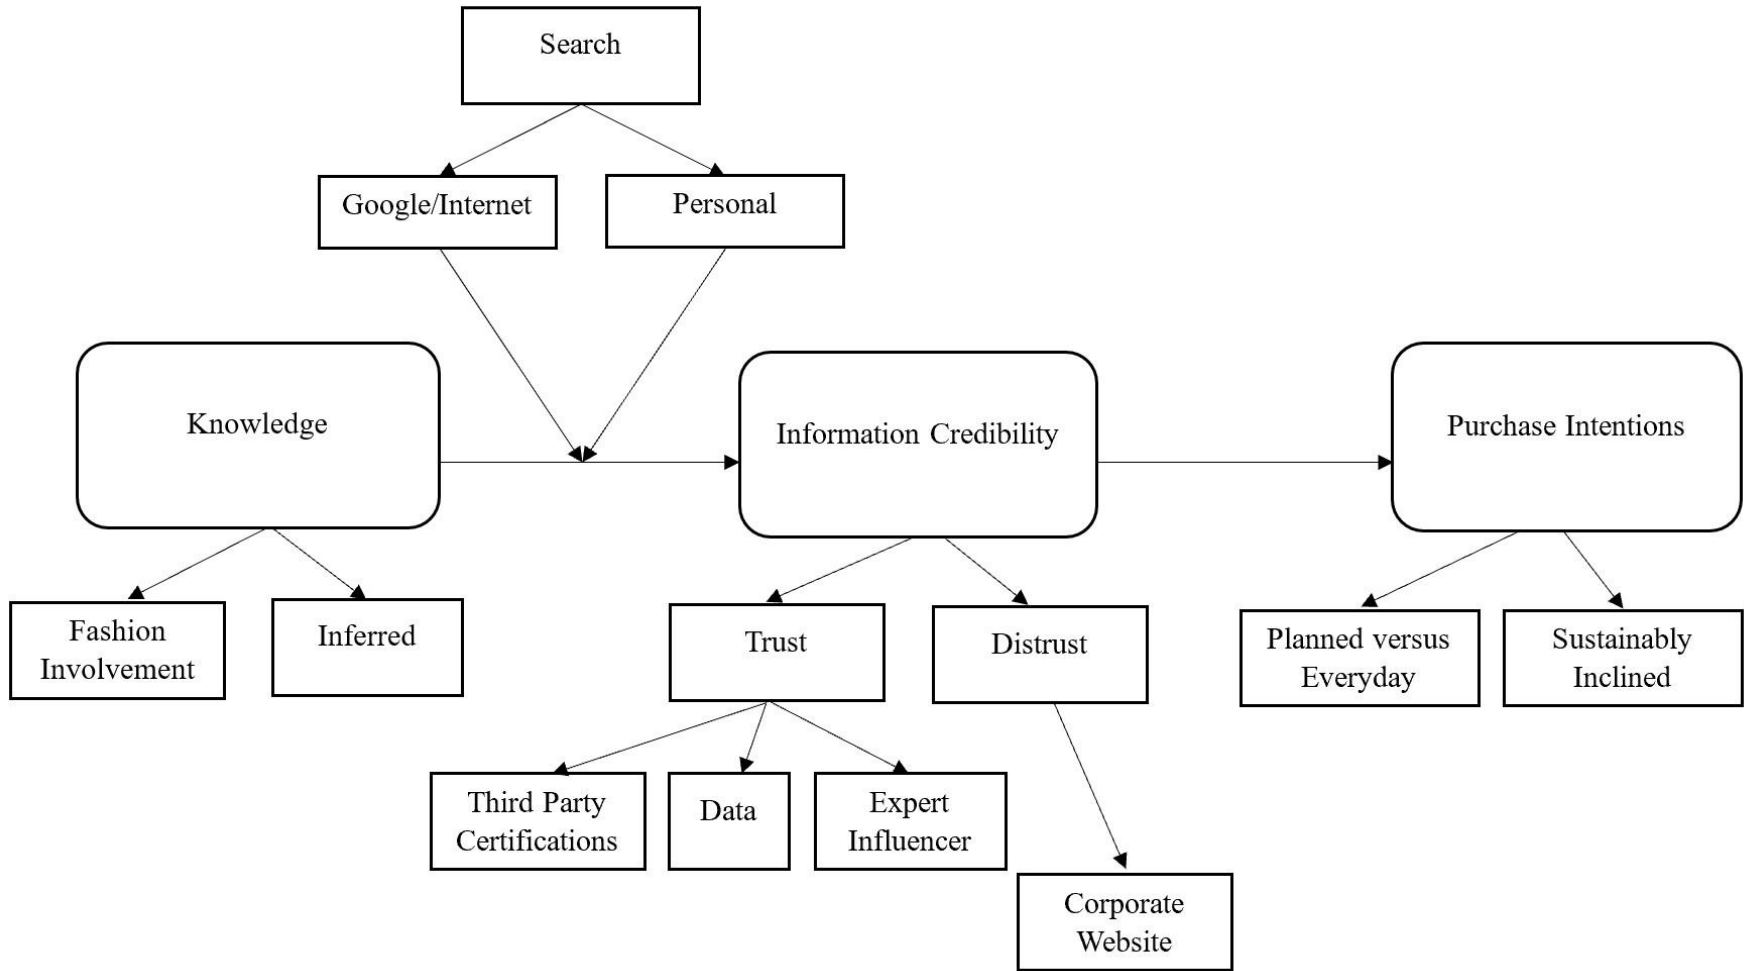 Search
Google/Internet
Personal
Knowledge
Information Credibility
Purchase Intentions
Fashion
Involvement
Inferred
Trust
Distrust
Planned versus
Everyday
Sustainably
Inclined
Third Party
Certifications
Data
Expert
Influencer
Corporate
Website